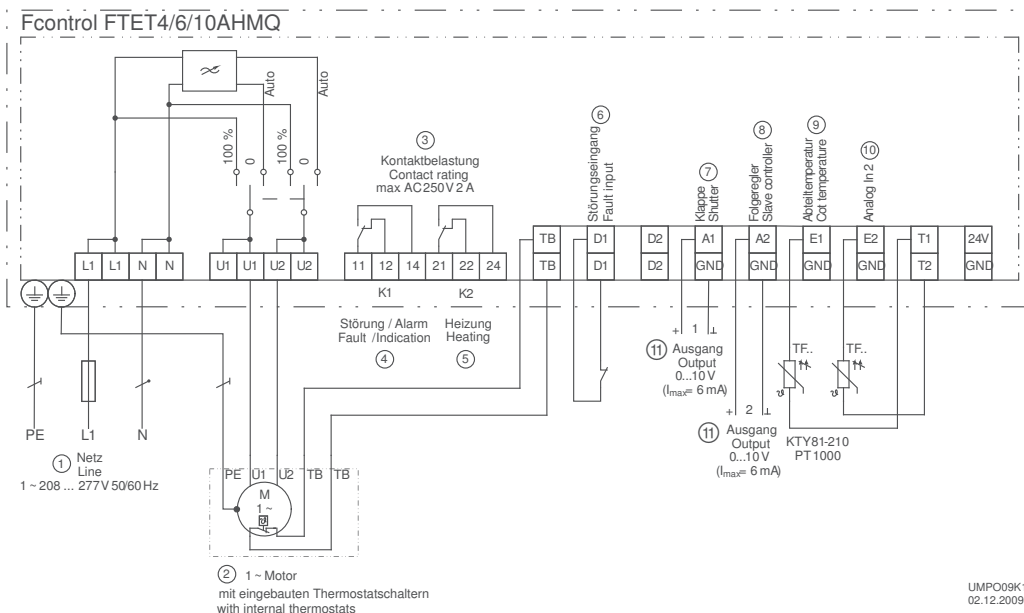 Fcontrol FTET4/6/10AHMQ
Auto
Auto
100 %
0
100 %
0
3
Kontaktbelastung
Contact rating
max AC250V 2 A
6
Störungseingang
Fault input
7
Klappe
Shutter
8
Folgeregler
Slave controller
9
Abteiltemperatur
Cot temperature
10
Analog In 2
TB D1 D2 A1 A2 E1 E2 T1 24V
L1 L1 N N U1 U1 U2 U2 11 12 14 21 22 24 TB D1 D2 GND GND GND GND T2 GND
K1 K2
Störung / Alarm
Fault /Indication
4
Heizung
Heating
5
+ 1 ⊥
11 Ausgang
Output
0...10 V
(Imax= 6 mA)
+ 2 ⊥
11 Ausgang
Output
0...10 V
(Imax= 6 mA)
TF.. TF..
ϑ ϑ
KTY81-210
PT1000
PE L1 N
1 Netz
Line
1 ~ 208 ... 277V 50/60 Hz
PE U1 U2 TB TB
M
1 ~
ϑ
2 1 ~ Motor
mit eingebauten Thermostatschaltern
with internal thermostats
UMPO09K1
02.12.2009